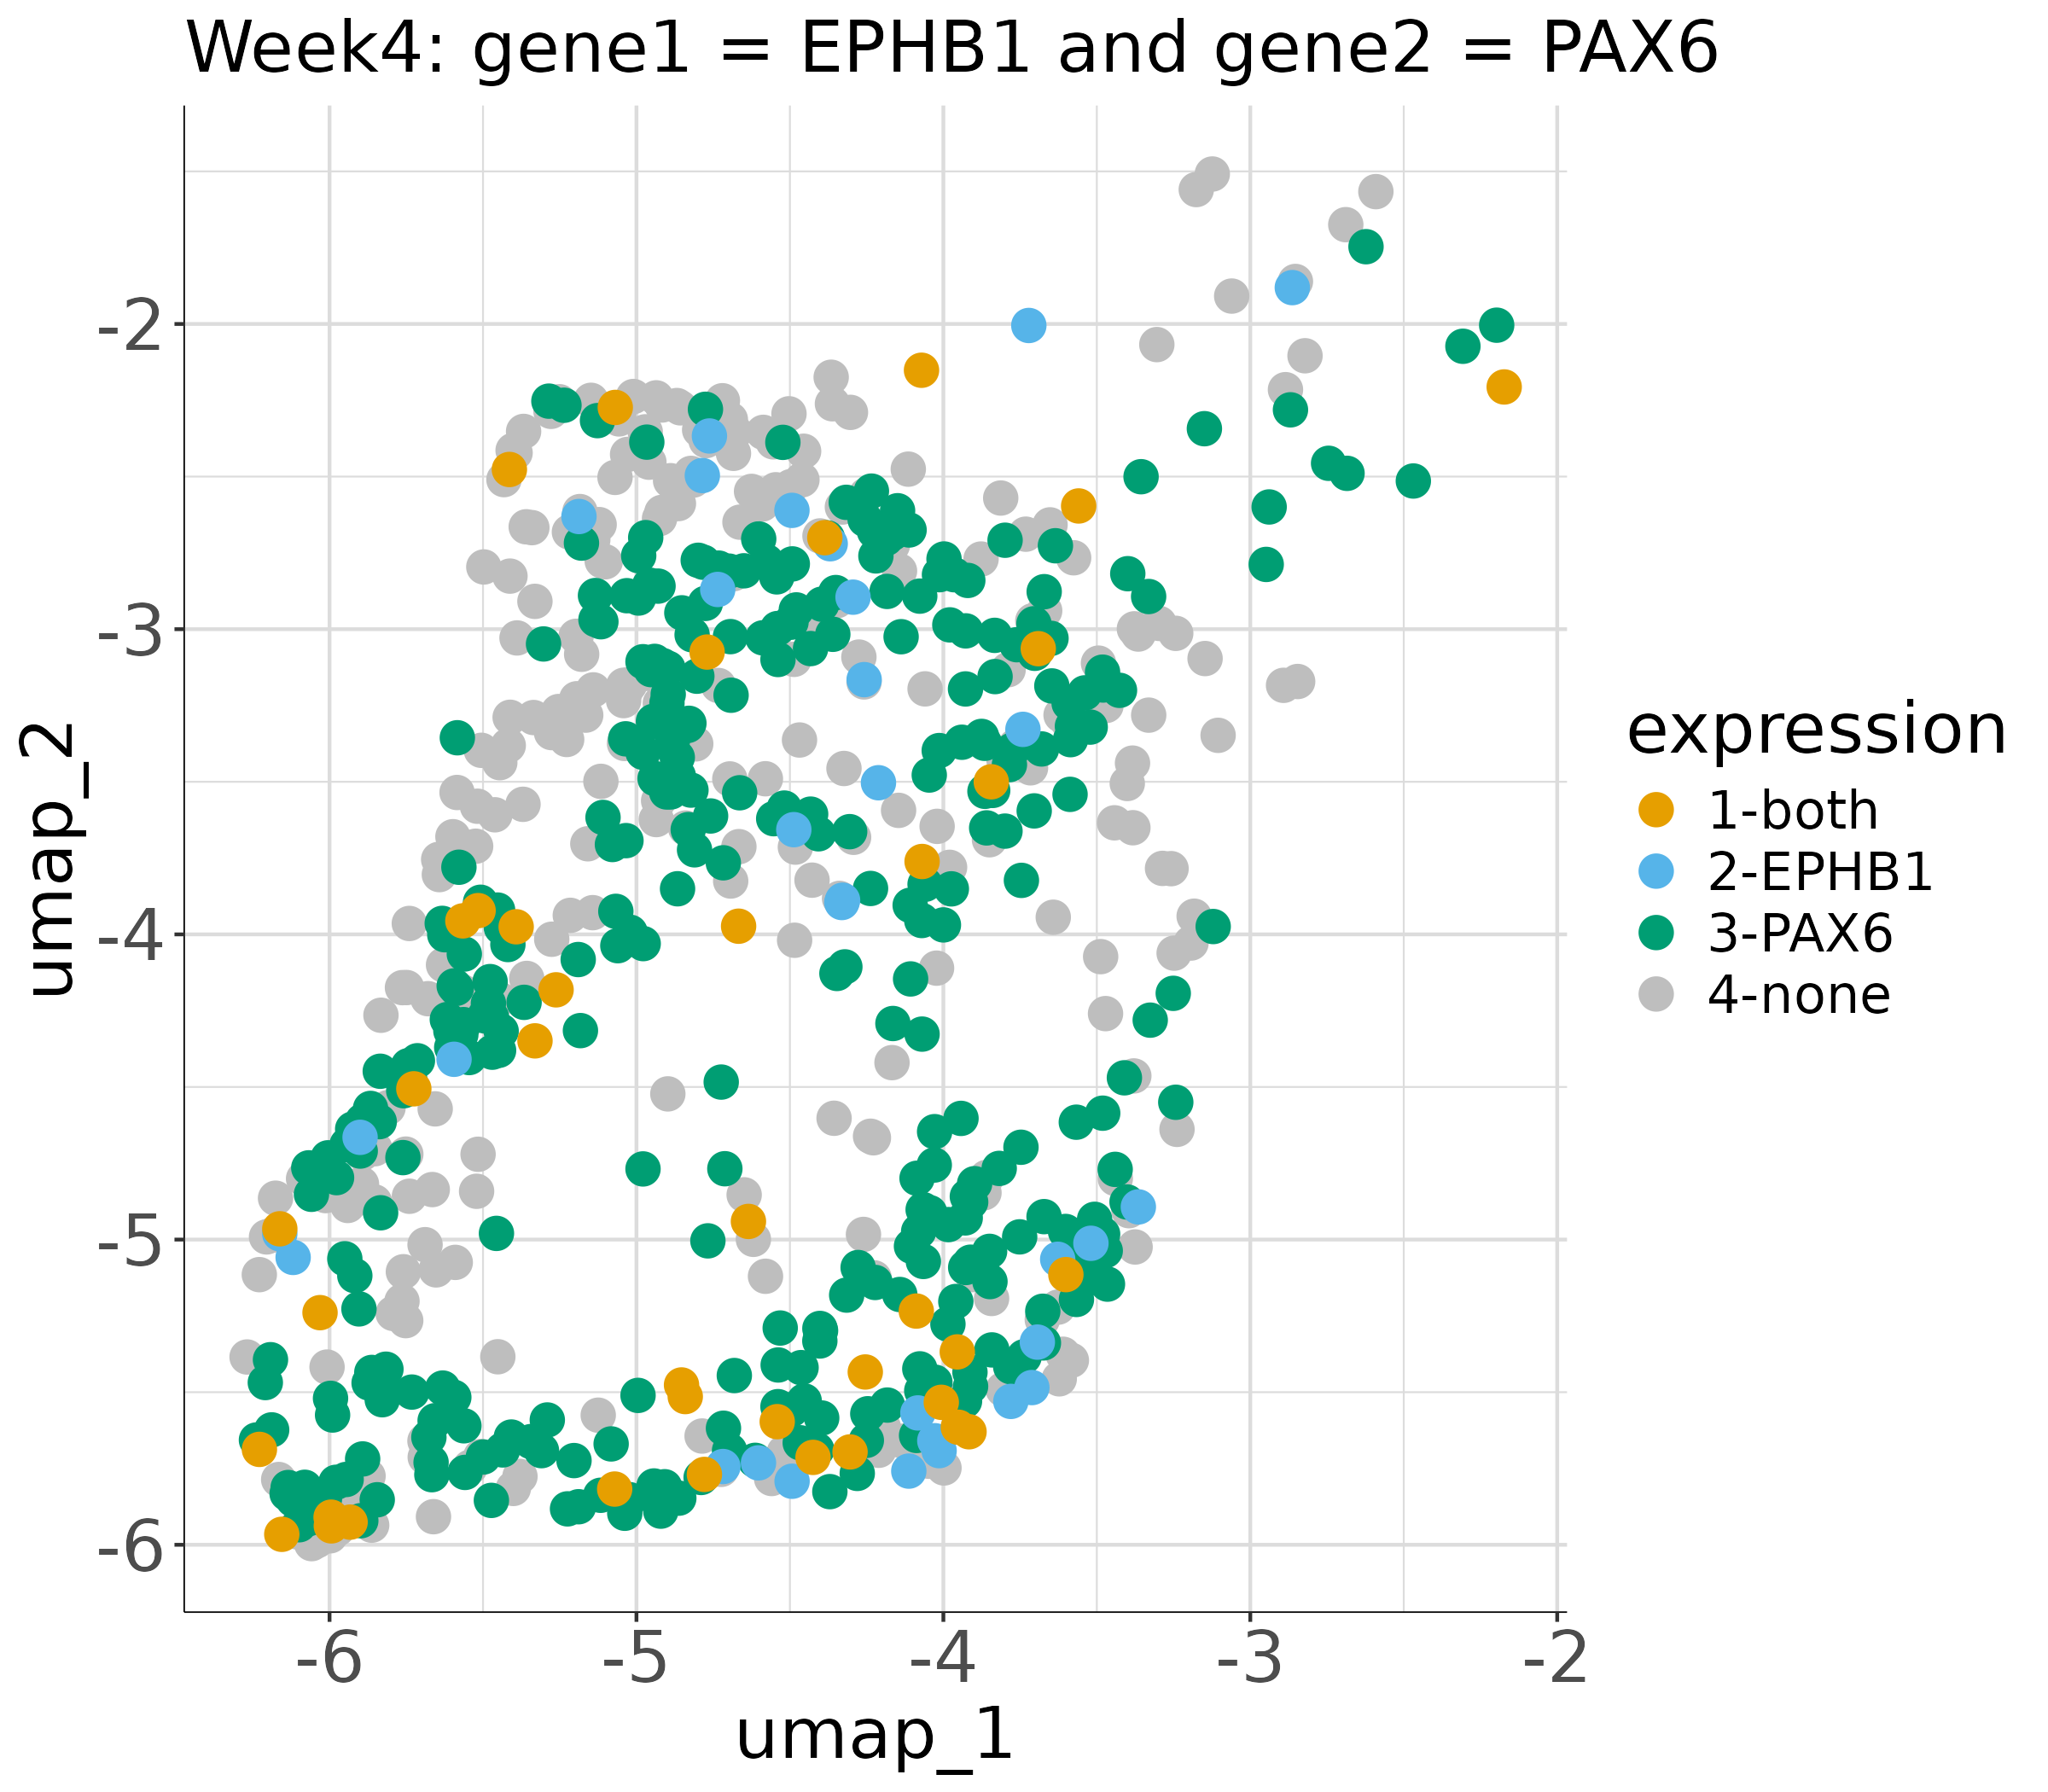 Week4: gene1 = EPHB1 and gene2 = PAX6
umap_2
-2
-3
-4
-5
-6
-6 -5 -4 -3 -2
umap_1
expression
1-both
2-EPHB1
3-PAX6
4-none